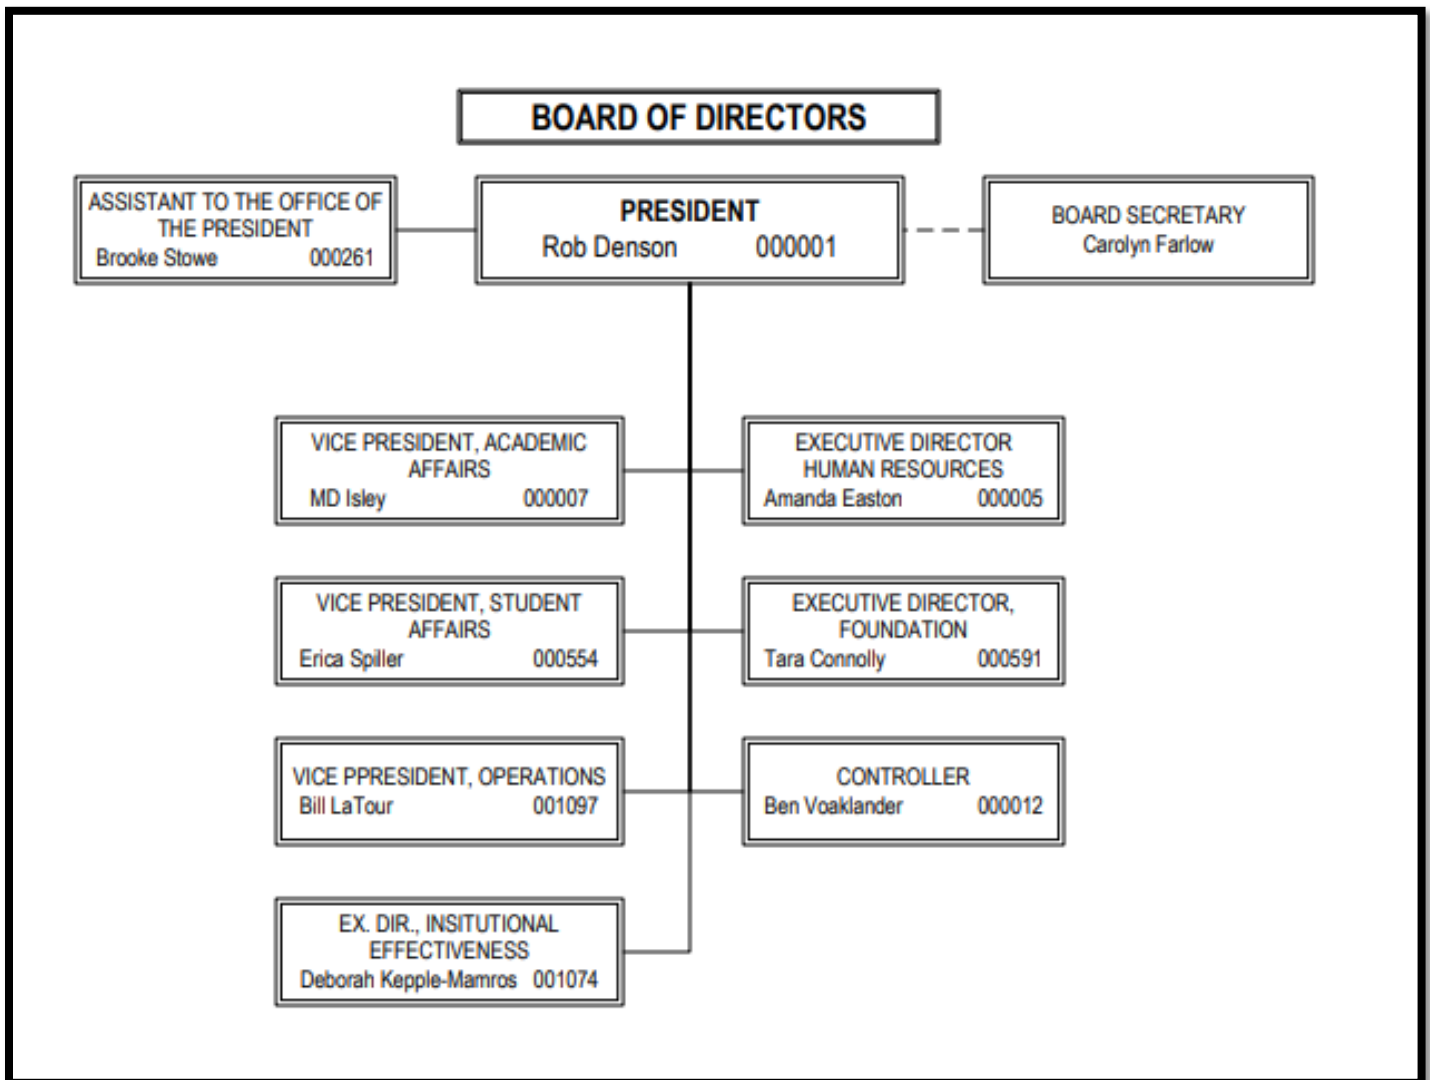 BOARD OF DIRECTORS
ASSISTANT TO THE OFFICE OF
THE PRESIDENT
Brooke Stowe 000261
PRESIDENT
Rob Denson 000001
BOARD SECRETARY
Carolyn Farlow
VICE PRESIDENT, ACADEMIC
AFFAIRS
MD Isley 000007
EXECUTIVE DIRECTOR
HUMAN RESOURCES
Amanda Easton 000005
VICE PRESIDENT, STUDENT
AFFAIRS
Erica Spiller 000554
EXECUTIVE DIRECTOR,
FOUNDATION
Tara Connolly 000591
VICE PPRESIDENT, OPERATIONS
Bill LaTour 001097
CONTROLLER
Ben Voaklander 000012
EX. DIR., INSITUTIONAL
EFFECTIVENESS
Deborah Kepple-Mamros 001074